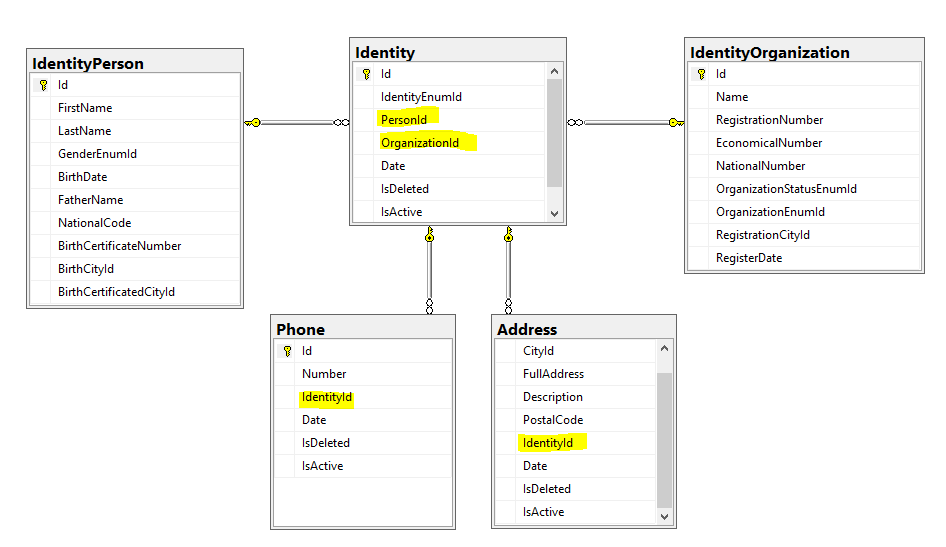 IdentityPerson
Id
FirstName
LastName
GenderEnumId
BirthDate
FatherName
NationalCode
BirthCertificateNumber
BirthCityId
BirthCertificatedCityId
Identity
Id
IdentityEnumId
PersonId
OrganizationId
Date
IsDeleted
IsActive
IdentityOrganization
Id
Name
RegistrationNumber
EconomicalNumber
NationalNumber
OrganizationStatusEnumId
OrganizationEnumId
RegistrationCityId
RegisterDate
Phone
Id
Number
IdentityId
Date
IsDeleted
IsActive
Address
CityId
FullAddress
Description
PostalCode
IdentityId
Date
IsDeleted
IsActive